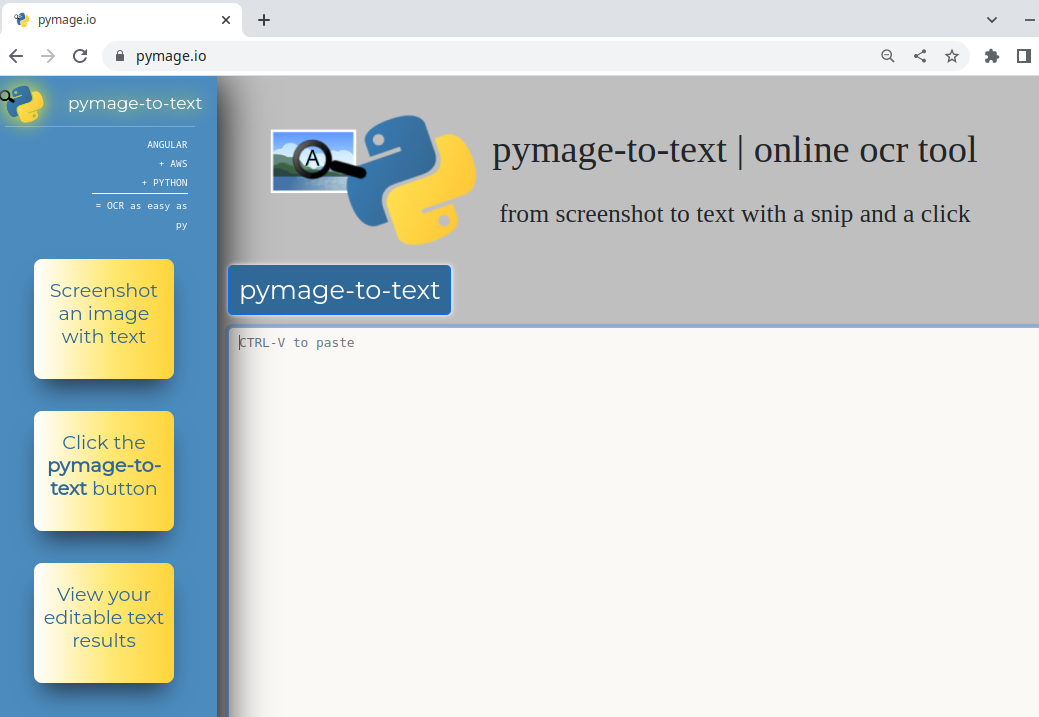 pymage.io
pymage.io
pymage-to-text
ANGULAR
+ AWS
+ PYTHON
= OCR as easy as
py
Screenshot
an image
with text
Click the
pymage-to-
text button
View your
editable text
results
A
pymage-to-text | online ocr tool
from screenshot to text with a snip and a click
pymage-to-text
CTRL-V to paste